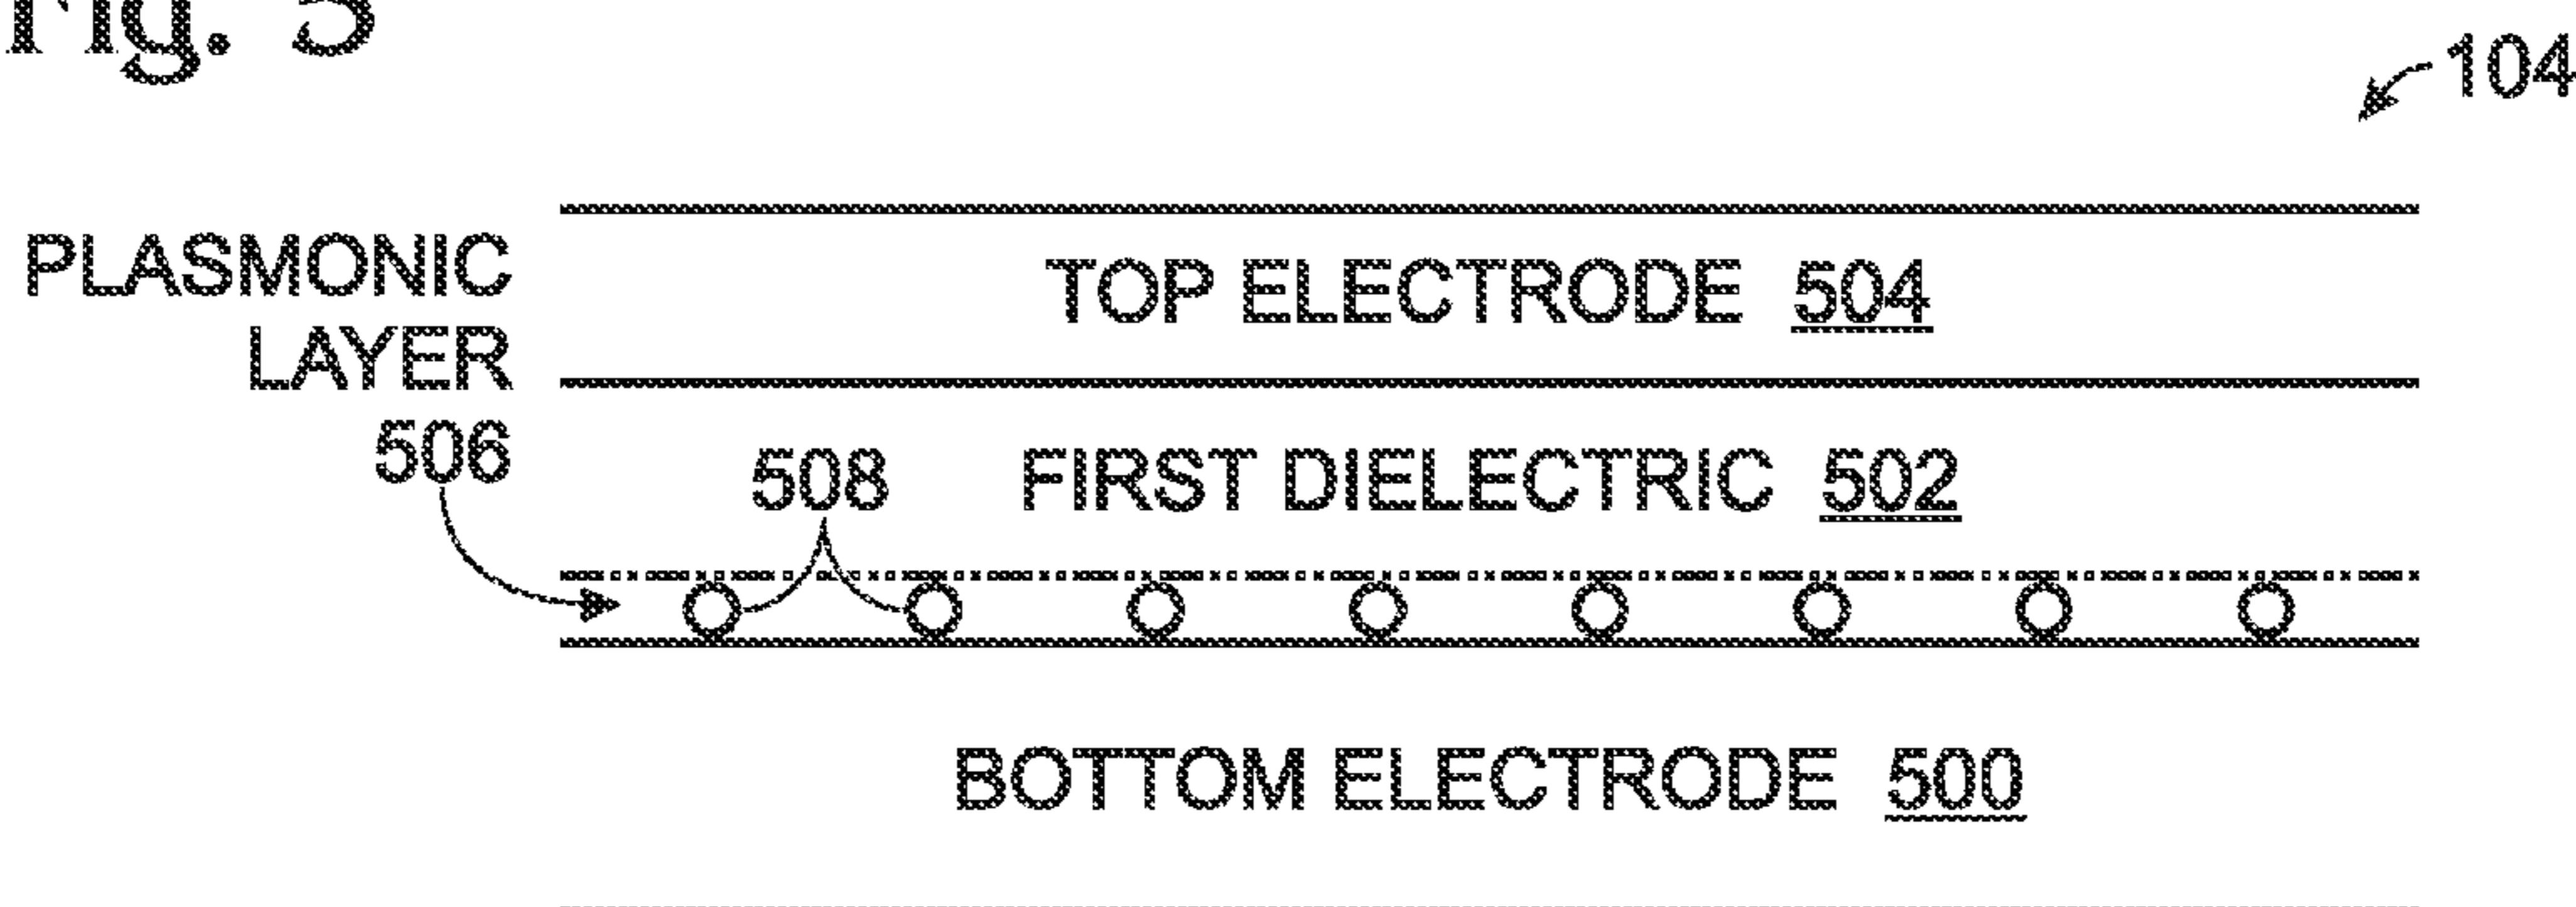 Fig. 5
104
PLASMONIC
LAYER
506
TOP ELECTRODE 504
508
FIRST DIELECTRIC 502
BOTTOM ELECTRODE 500